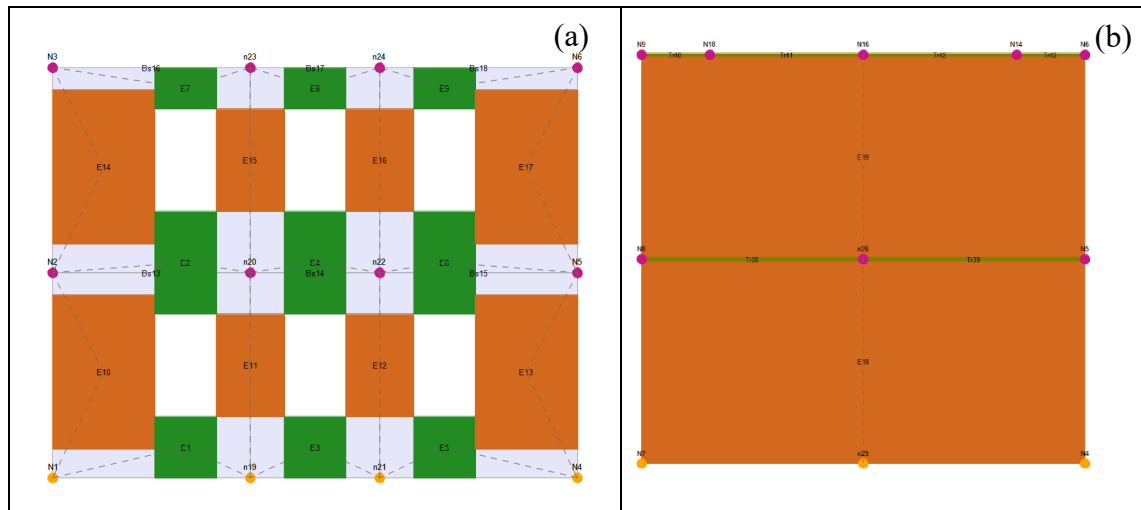 (a)
N3 n23 n24 N6
Bs16 Bs17 Bs18
E7 E8 E9
E15 E16
E14 E17
N2 n20 n22 N5
E2 E4 E6
Bs13 Bs14 Bs15
E11 E12
E10 E13
E1 E3 E5
N1 n19 n21 N4
(b)
N9 N18 N16 N14 N6
Tr40 Tr41 Tr42 Tr43
E19
N8 n26 N5
Tr38 Tr39
E18
N7 n25 N4